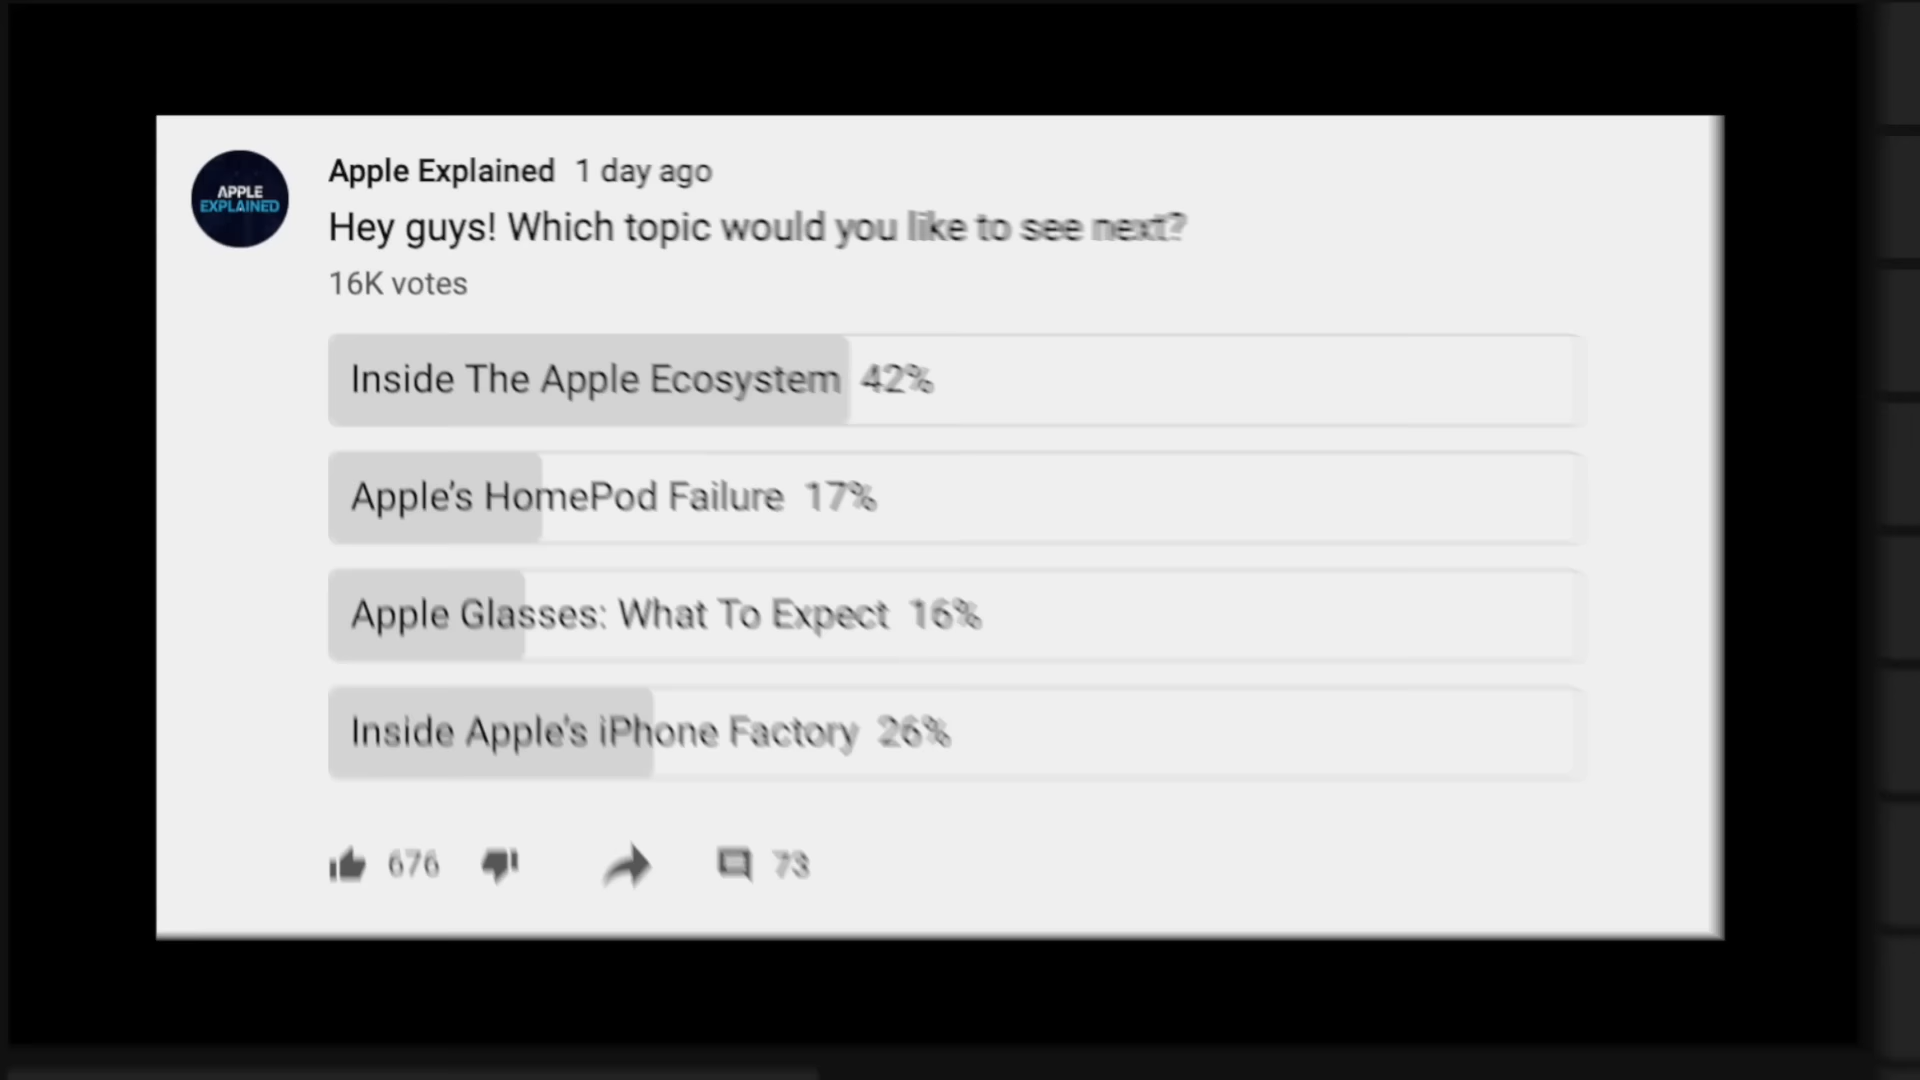 APPLE
EXPLAINED
Apple Explained 1 day ago
Hey guys! Which topic would you like to see next?
16K votes
Inside The Apple Ecosystem 42%
Apple's HomePod Failure 17%
Apple Glasses: What To Expect 16%
Inside Apple's iPhone Factory 26%
676 73